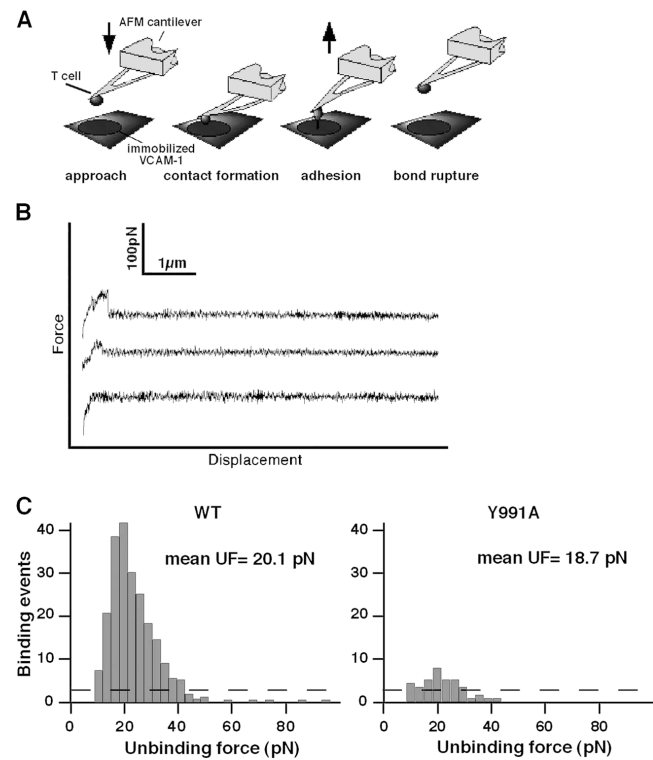 A
AFM cantilever
T cell
immobilized
VCAM-1
approach
contact formation
adhesion
bond rupture
B
100pN
1µm
Force
Displacement
C
WT
mean UF= 20.1 pN
Binding events
40
30
20
10
0
0
20
40
60
80
Unbinding force (pN)
Y991A
mean UF= 18.7 pN
40
30
20
10
0
0
20
40
60
80
Unbinding force (pN)